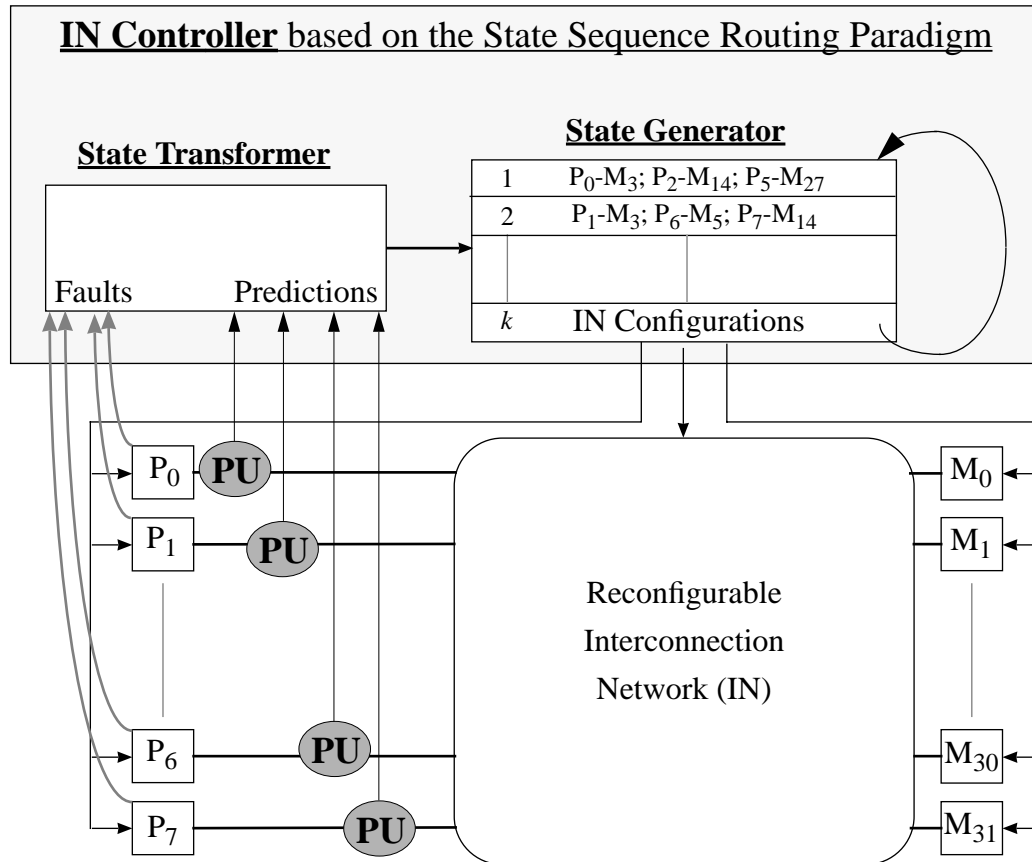 IN Controller based on the State Sequence Routing Paradigm
State Transformer
Faults Predictions
State Generator
1 P0-M3; P2-M14; P5-M27
2 P1-M3; P6-M5; P7-M14
k IN Configurations
P0
PU
M0
P1
PU
M1
Reconfigurable
Interconnection
Network (IN)
P6
PU
M30
P7
PU
M31